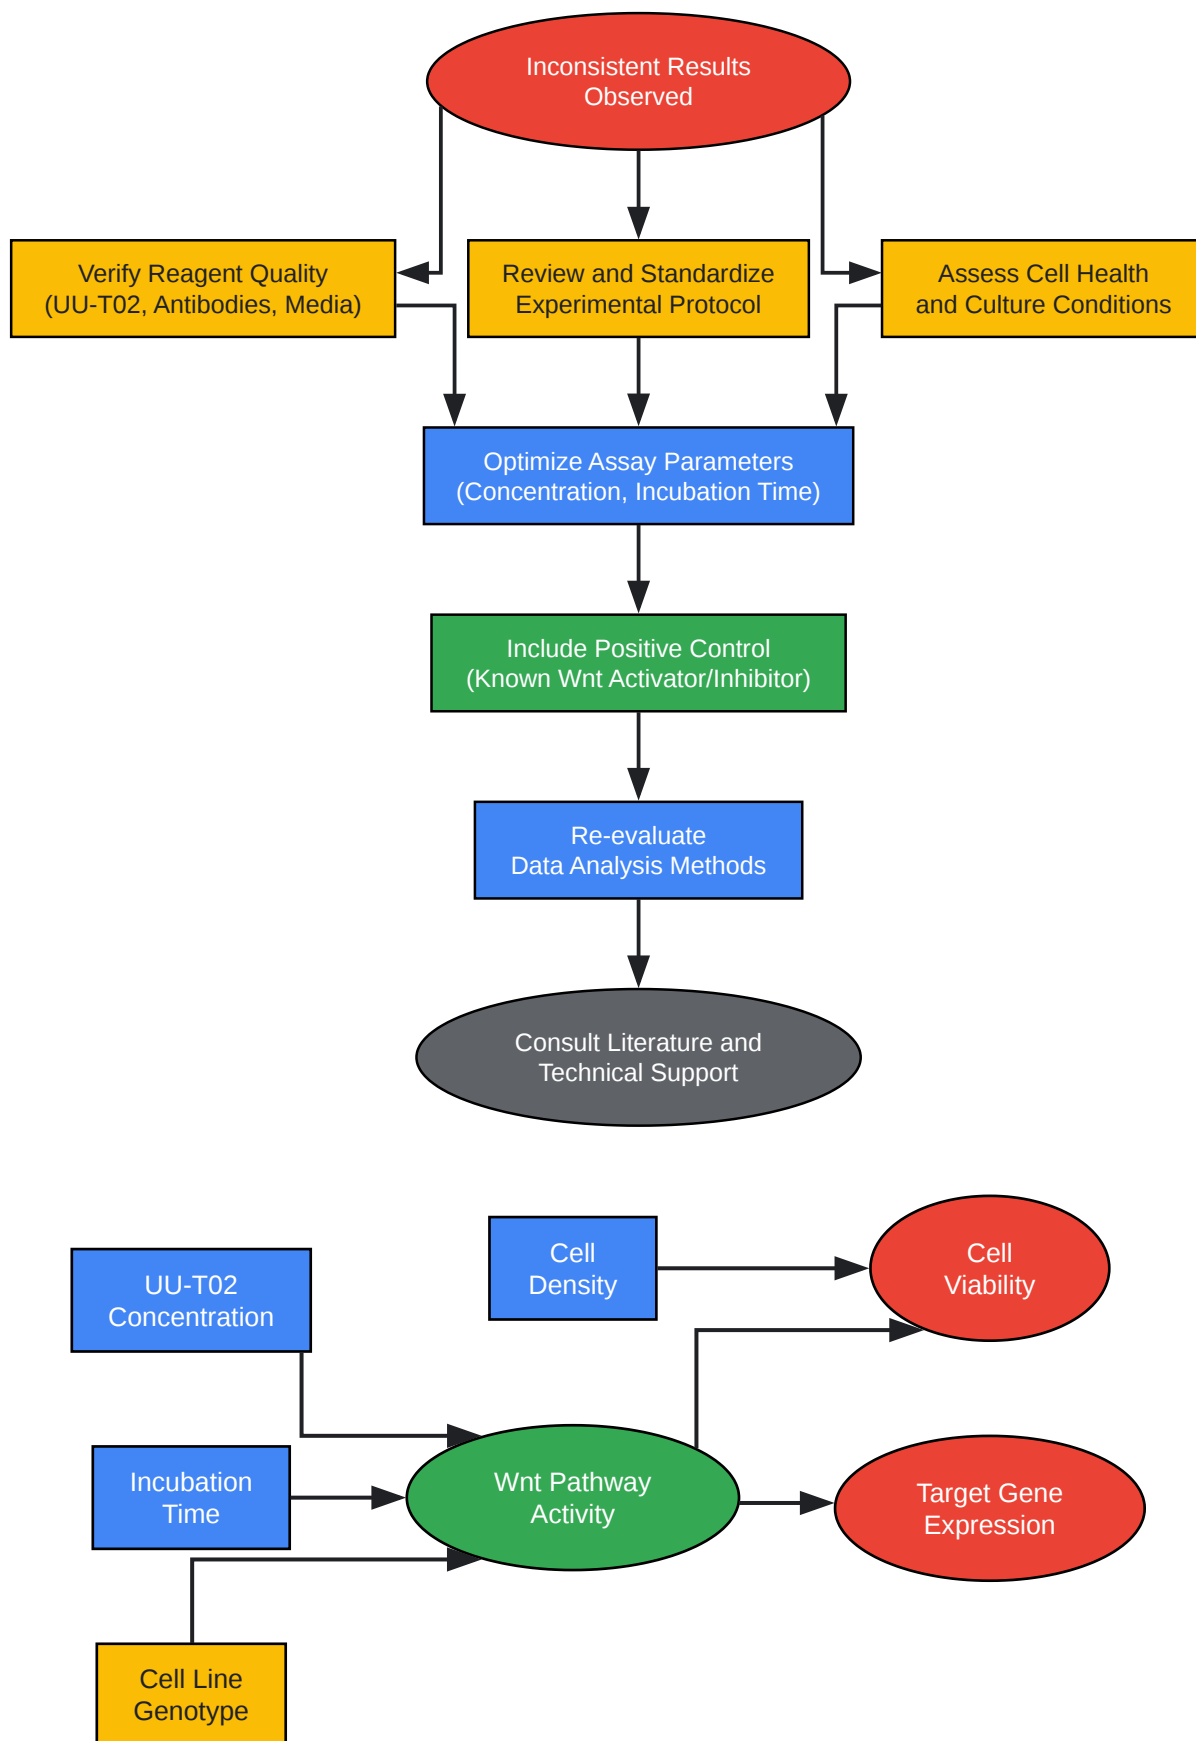 Inconsistent Results
Observed
Verify Reagent Quality
(UU-T02, Antibodies, Media)
Review and Standardize
Experimental Protocol
Assess Cell Health
and Culture Conditions
Optimize Assay Parameters
(Concentration, Incubation Time)
Include Positive Control
(Known Wnt Activator/Inhibitor)
Re-evaluate
Data Analysis Methods
Consult Literature and
Technical Support
Cell
Density
Cell
Viability
UU-T02
Concentration
Incubation
Time
Wnt Pathway
Activity
Target Gene
Expression
Cell Line
Genotype